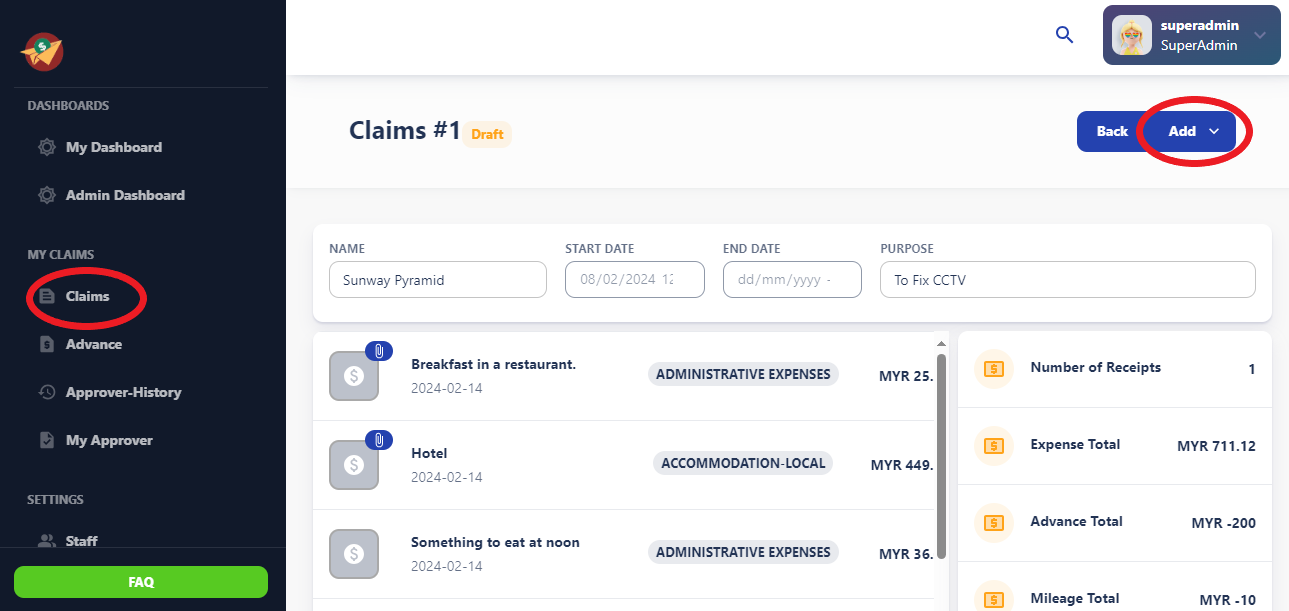 superadmin
SuperAdmin
DASHBOARDS
My Dashboard
Admin Dashboard
MY CLAIMS
Claims
Advance
Approver-History
My Approver
SETTINGS
Staff
FAQ
Claims #1 Draft
Back Add
NAME START DATE END DATE PURPOSE
Sunway Pyramid 08/02/2024 12 dd/mm/yyyy - To Fix CCTV
Breakfast in a restaurant. ADMINISTRATIVE EXPENSES MYR 25.
2024-02-14
Hotel ACCOMMODATION-LOCAL MYR 449.
2024-02-14
Something to eat at noon ADMINISTRATIVE EXPENSES MYR 36.
2024-02-14
Number of Receipts 1
Expense Total MYR 711.12
Advance Total MYR -200
Mileage Total MYR -10